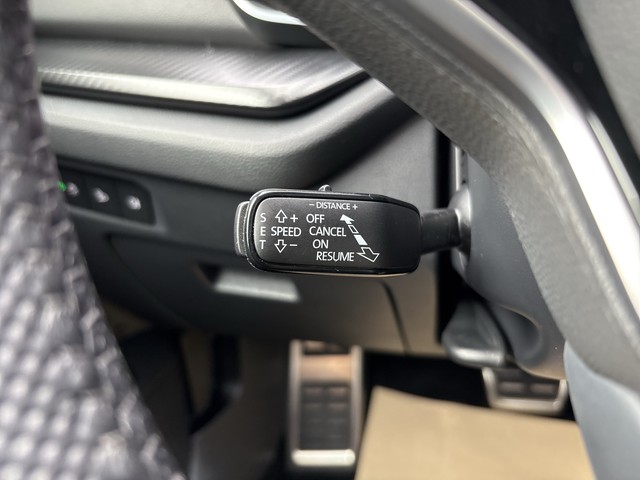 - DISTANCE +
S + OFF
E SPEED CANCEL
T - ON
RESUME